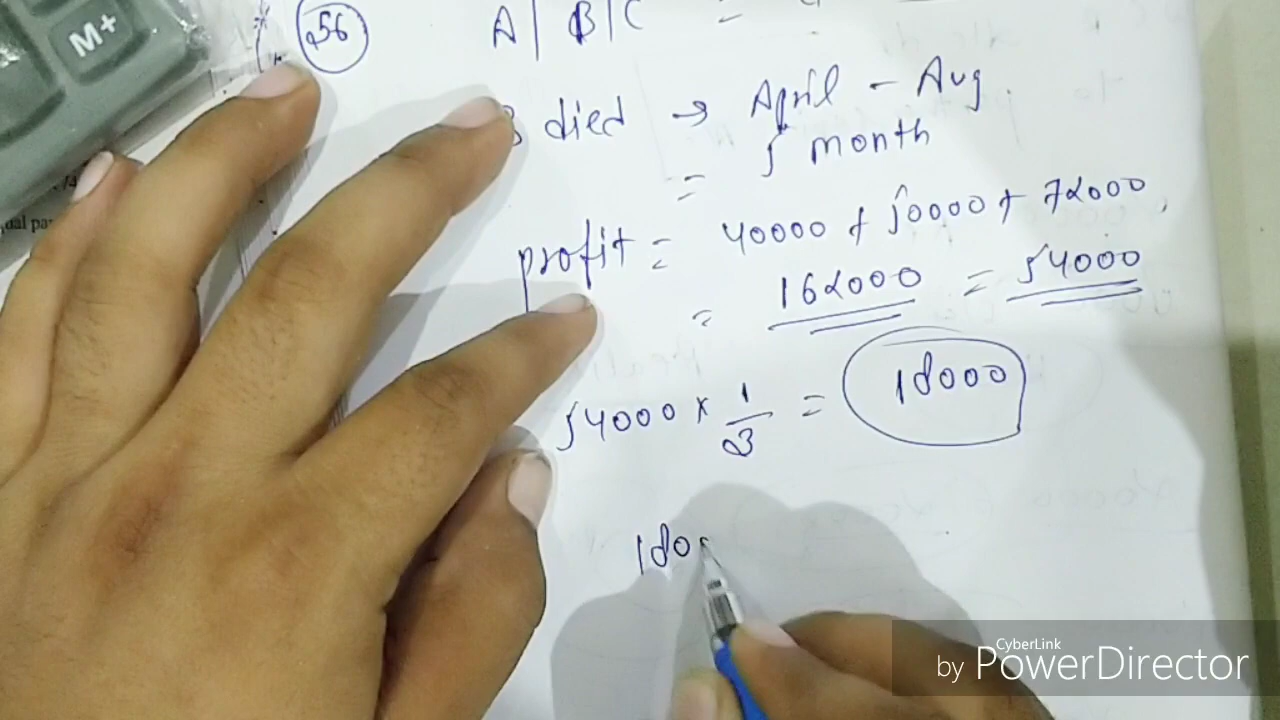 M+
56 A | B | C =
B died → April - Aug
= 5 month
profit = 40000 + 50000 + 72000,
= 162000 = 54000
54000 × 1/3 = 18000
180
CyberLink
by PowerDirector